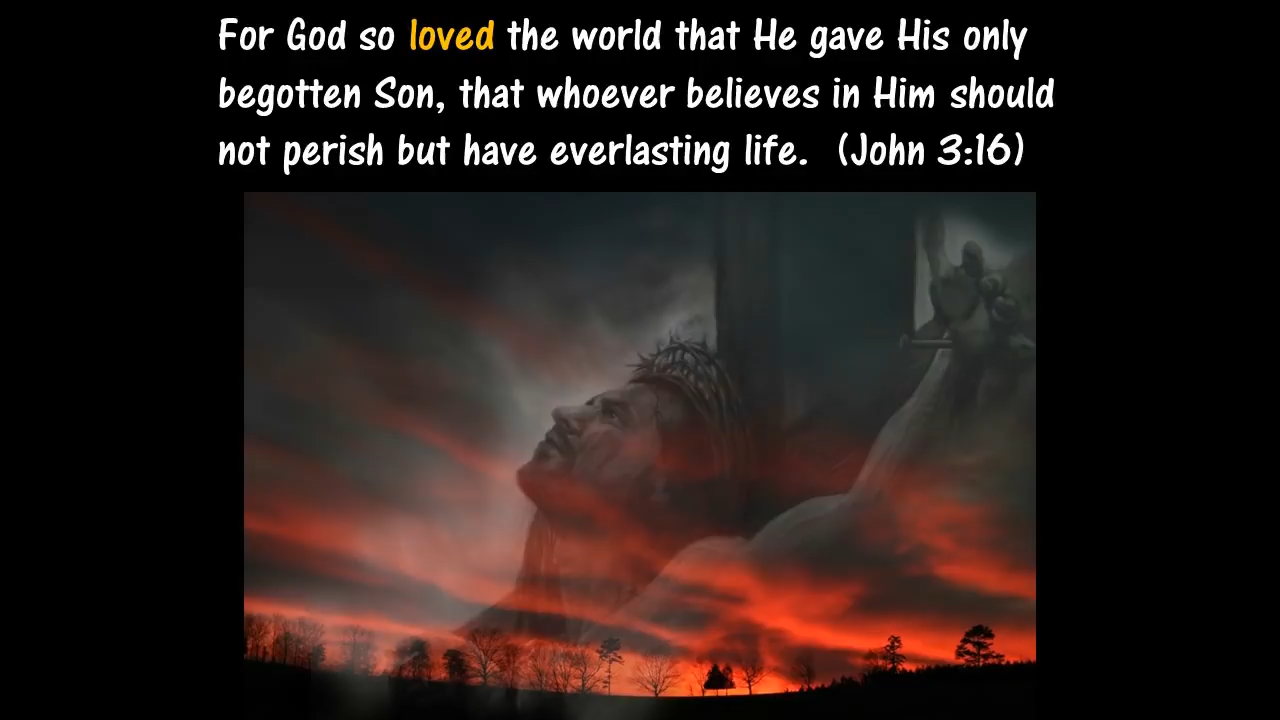 For God so loved the world that He gave His only
begotten Son, that whoever believes in Him should
not perish but have everlasting life.  (John 3:16)